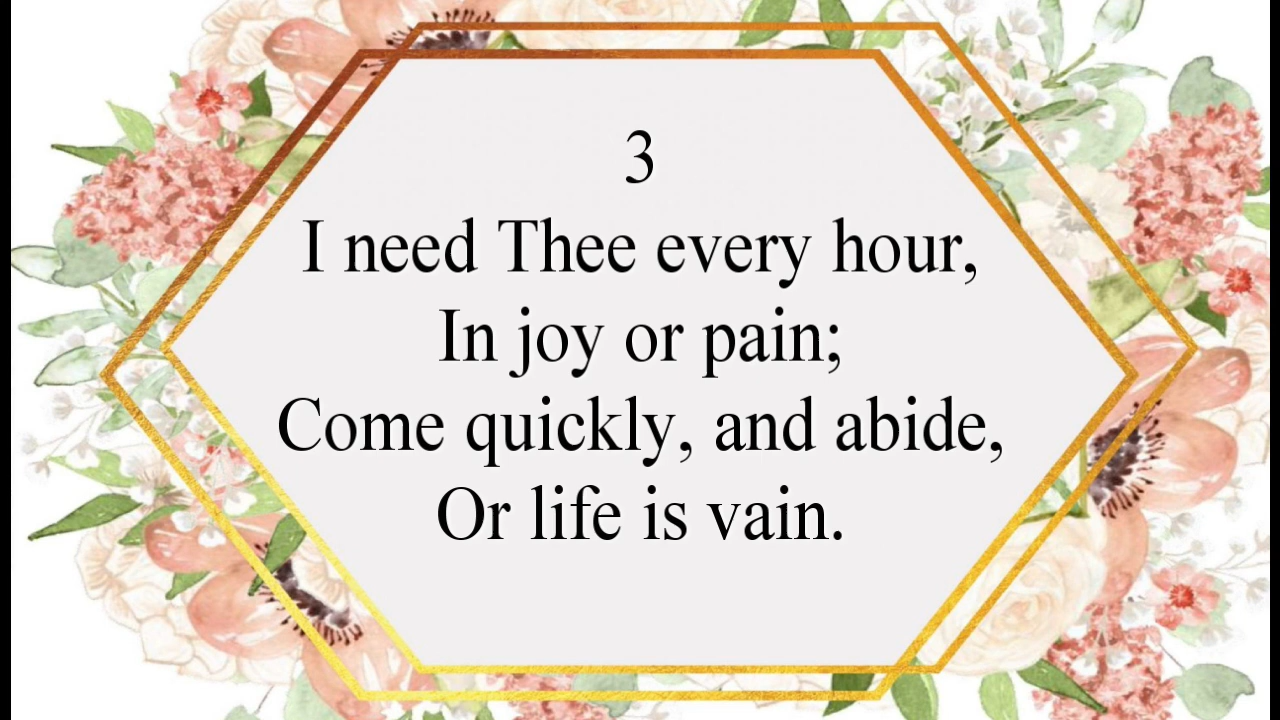 3
I need Thee every hour,
In joy or pain;
Come quickly, and abide,
Or life is vain.